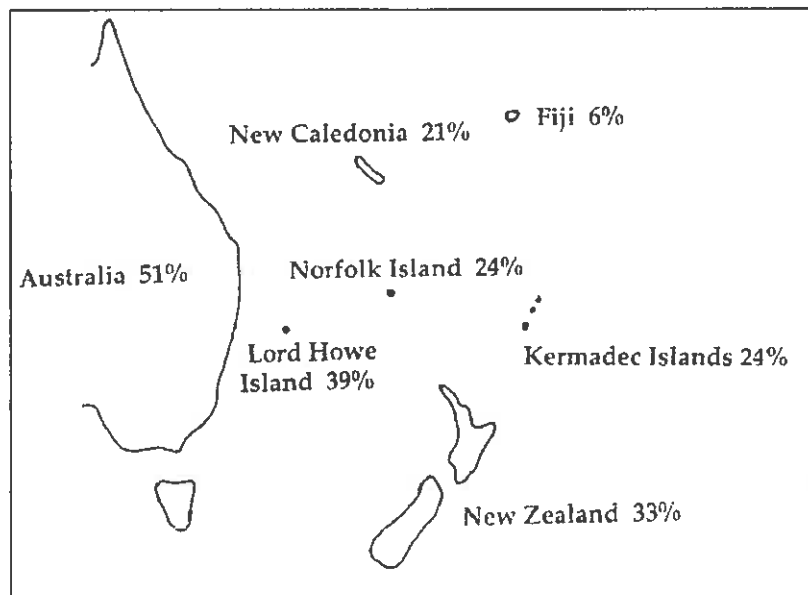 Fiji 6%
New Caledonia 21%
Australia 51%
Norfolk Island 24%
Lord Howe
Island 39%
Kermadec Islands 24%
New Zealand 33%